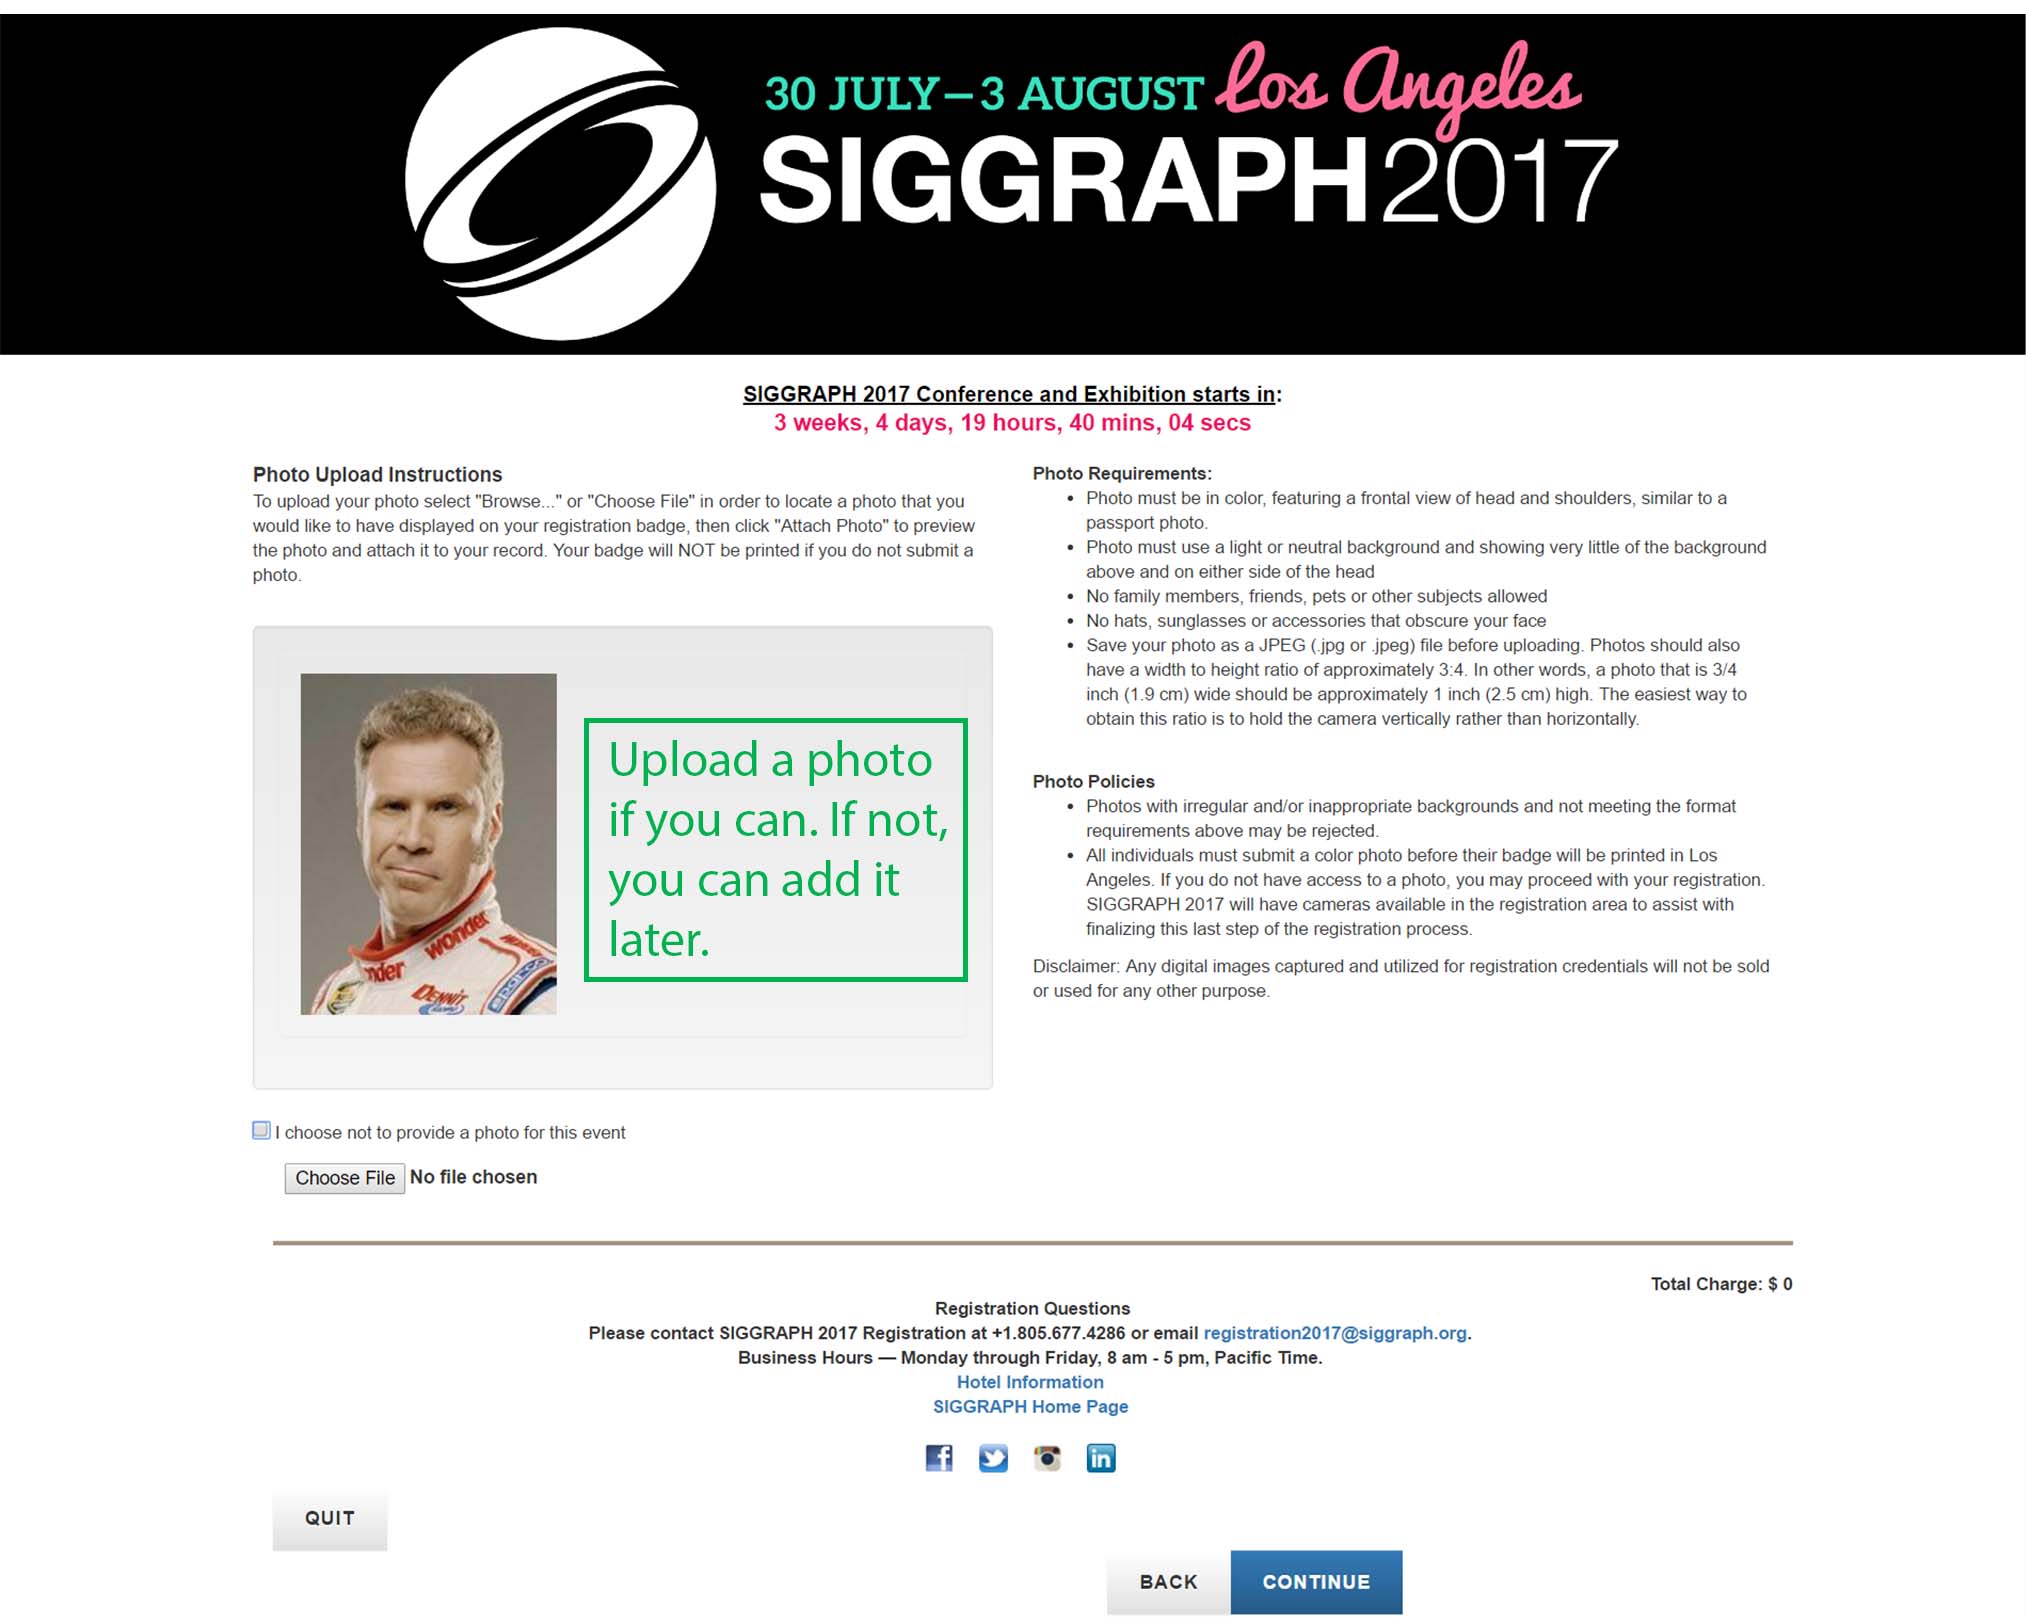 30 JULY – 3 AUGUST Los Angeles
SIGGRAPH2017
SIGGRAPH 2017 Conference and Exhibition starts in:
3 weeks, 4 days, 19 hours, 40 mins, 04 secs
Photo Upload Instructions
To upload your photo select "Browse..." or "Choose File" in order to locate a photo that you
would like to have displayed on your registration badge, then click "Attach Photo" to preview
the photo and attach it to your record. Your badge will NOT be printed if you do not submit a
photo.
Upload a photo
if you can. If not,
you can add it
later.
wonder
DENNIT
I choose not to provide a photo for this event
Choose File No file chosen
Photo Requirements:
• Photo must be in color, featuring a frontal view of head and shoulders, similar to a
passport photo.
• Photo must use a light or neutral background and showing very little of the background
above and on either side of the head
• No family members, friends, pets or other subjects allowed
• No hats, sunglasses or accessories that obscure your face
• Save your photo as a JPEG (.jpg or .jpeg) file before uploading. Photos should also
have a width to height ratio of approximately 3:4. In other words, a photo that is 3/4
inch (1.9 cm) wide should be approximately 1 inch (2.5 cm) high. The easiest way to
obtain this ratio is to hold the camera vertically rather than horizontally.
Photo Policies
• Photos with irregular and/or inappropriate backgrounds and not meeting the format
requirements above may be rejected.
• All individuals must submit a color photo before their badge will be printed in Los
Angeles. If you do not have access to a photo, you may proceed with your registration.
SIGGRAPH 2017 will have cameras available in the registration area to assist with
finalizing this last step of the registration process.
Disclaimer: Any digital images captured and utilized for registration credentials will not be sold
or used for any other purpose.
Total Charge: $ 0
Registration Questions
Please contact SIGGRAPH 2017 Registration at +1.805.677.4286 or email registration2017@siggraph.org.
Business Hours — Monday through Friday, 8 am - 5 pm, Pacific Time.
Hotel Information
SIGGRAPH Home Page
QUIT
BACK
CONTINUE